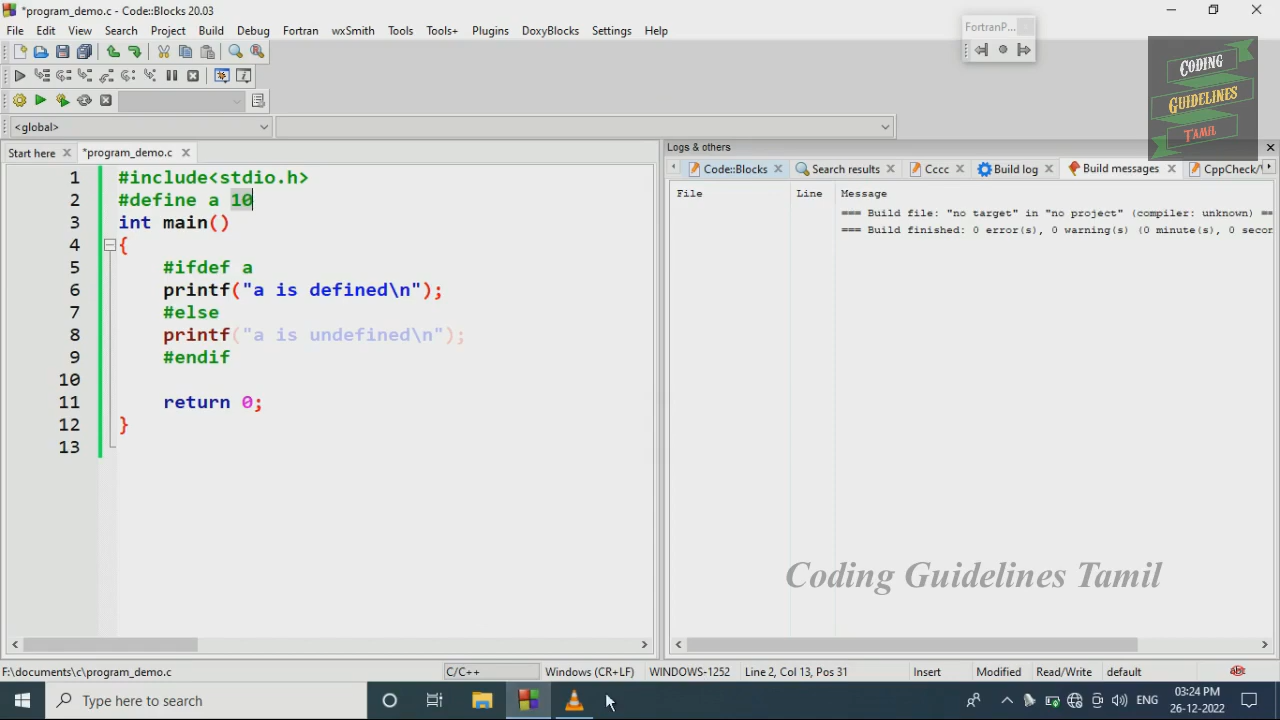 *program_demo.c - Code::Blocks 20.03
File Edit View Search Project Build Debug Fortran wxSmith Tools Tools+ Plugins DoxyBlocks Settings Help
FortranP...
CODING
GUIDELINES
TAMIL
<global>
Start here *program_demo.c
Logs & others
Code::Blocks Search results Cccc Build log Build messages CppCheck/
File Line Message
=== Build file: "no target" in "no project" (compiler: unknown) ==
=== Build finished: 0 error(s), 0 warning(s) (0 minute(s), 0 secon
1 #include<stdio.h>
2 #define a 10
3 int main()
4 {
5 #ifdef a
6 printf("a is defined\n");
7 #else
8 printf("a is undefined\n");
9 #endif
10
11 return 0;
12 }
13
Coding Guidelines Tamil
F:\documents\c\program_demo.c C/C++ Windows (CR+LF) WINDOWS-1252 Line 2, Col 13, Pos 31 Insert Modified Read/Write default
Type here to search
ENG
03:24 PM
26-12-2022